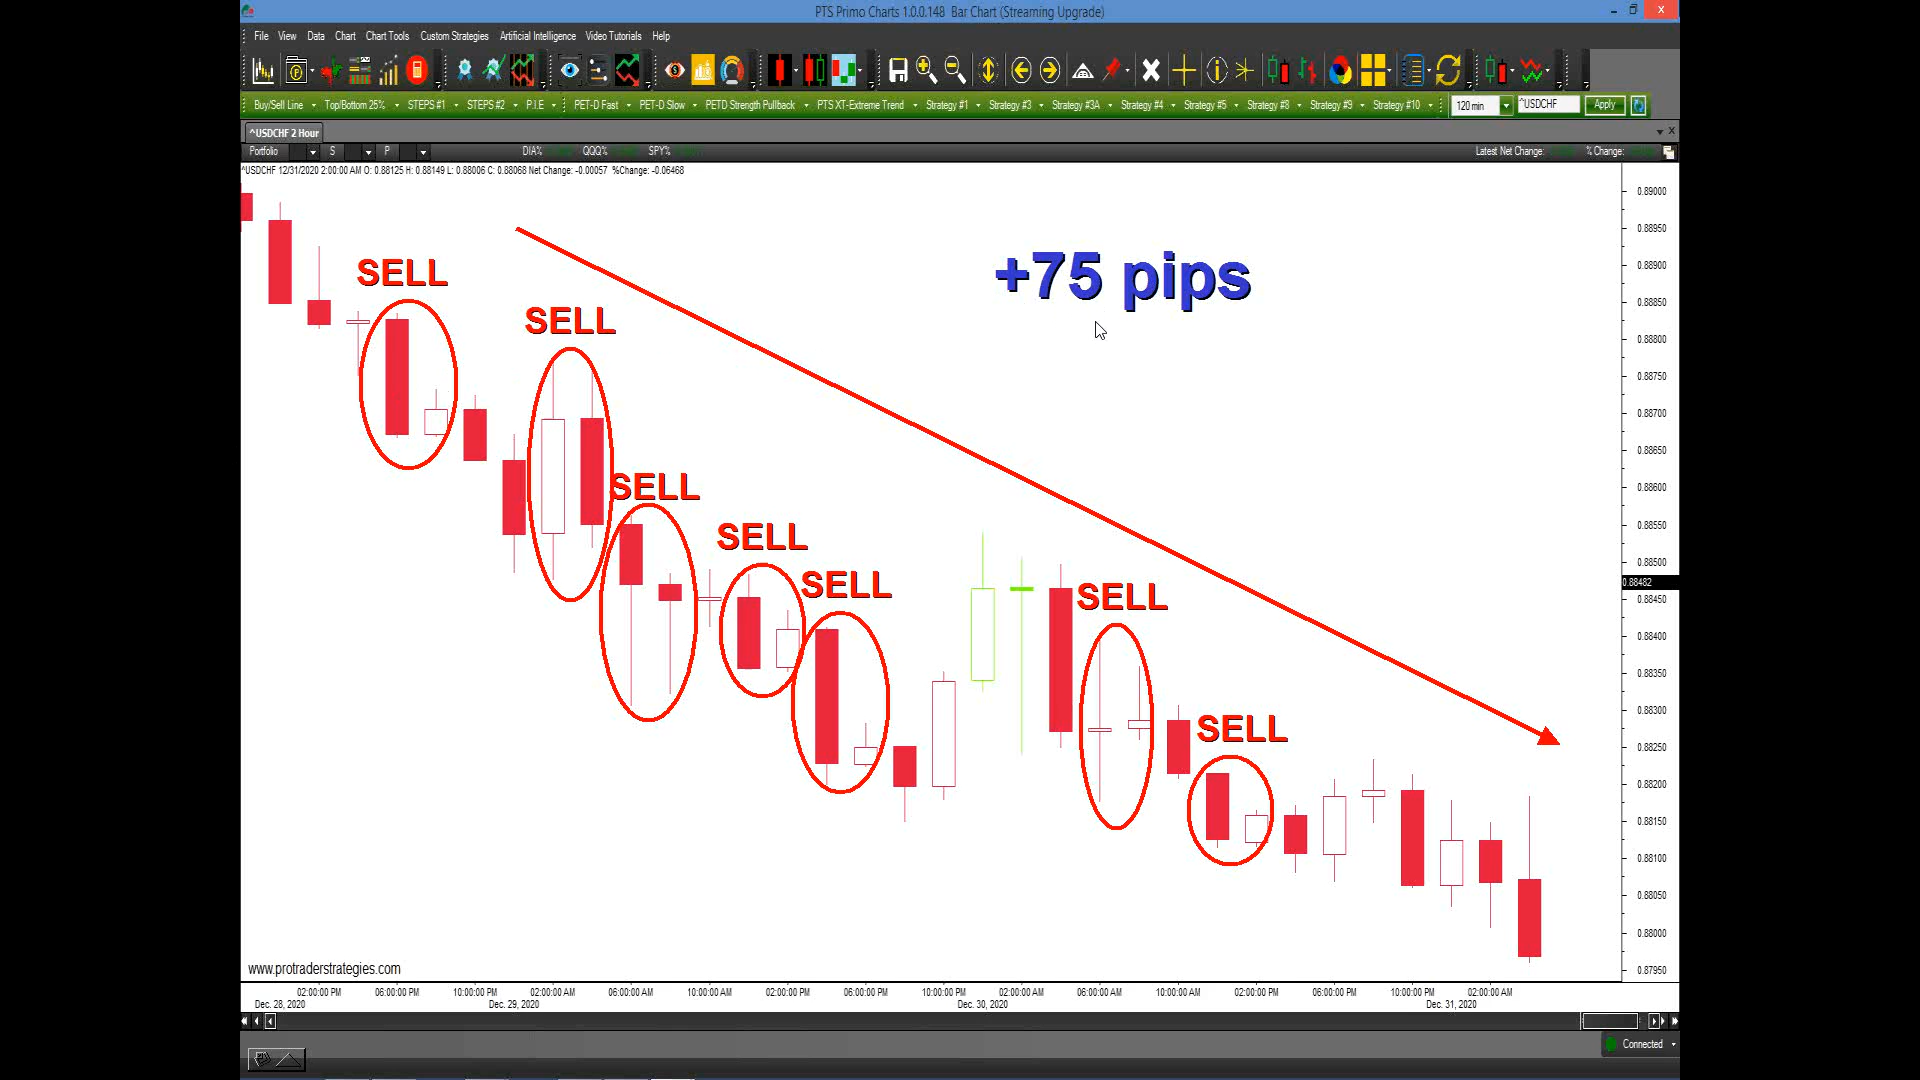 PTS Primo Charts 1.0.0.148 Bar Chart (Streaming Upgrade)
File View Data Chart Chart Tools Custom Strategies Artificial Intelligence Video Tutorials Help
Buy/Sell Line Top/Bottom 25% STEPS #1 STEPS #2 P.I.E PET-D Fast PET-D Slow PETD Strength Pullback PTS XT-Extreme Trend Strategy #1 Strategy #3 Strategy #3A Strategy #4 Strategy #5 Strategy #8 Strategy #9 Strategy #10 120 min ^USDCHF Apply
^USDCHF 2 Hour
Portfolio S P DIA% QQQ% SPY% Latest Net Change: % Change:
^USDCHF 12/31/2020 2:00:00 AM O: 0.88125 H: 0.88149 L: 0.88006 C: 0.88068 Net Change: -0.00057 %Change: -0.06468
0.89000
0.88950
0.88900
0.88850
0.88800
0.88750
0.88700
0.88650
0.88600
0.88550
0.88500
0.88482
0.88450
0.88400
0.88350
0.88300
0.88250
0.88200
0.88150
0.88100
0.88050
0.88000
0.87950
+75 pips
SELL
SELL
SELL
SELL
SELL
SELL
SELL
www.protraderstrategies.com
02:00:00 PM 06:00:00 PM 10:00:00 PM 02:00:00 AM 06:00:00 AM 10:00:00 AM 02:00:00 PM 06:00:00 PM 10:00:00 PM 02:00:00 AM 06:00:00 AM 10:00:00 AM 02:00:00 PM 06:00:00 PM 10:00:00 PM 02:00:00 AM
Dec. 28, 2020 Dec. 29, 2020 Dec. 30, 2020 Dec. 31, 2020
Connected